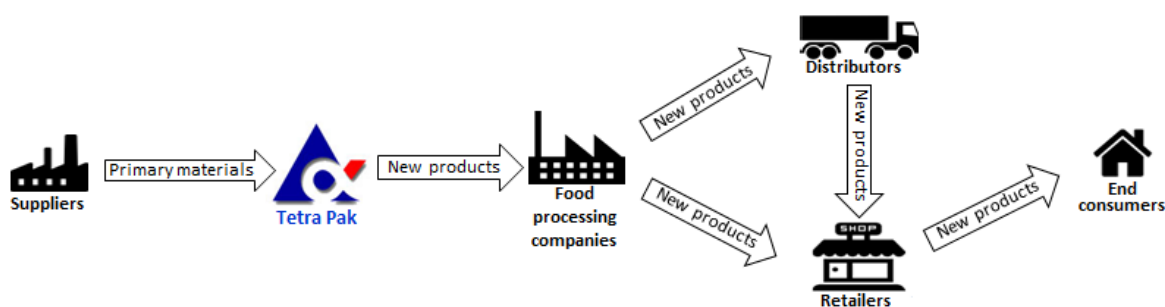 Suppliers
Primary materials
Tetra Pak
New products
Food
processing
companies
New products
Distributors
New products
New products
SHOP
Retailers
New products
End
consumers